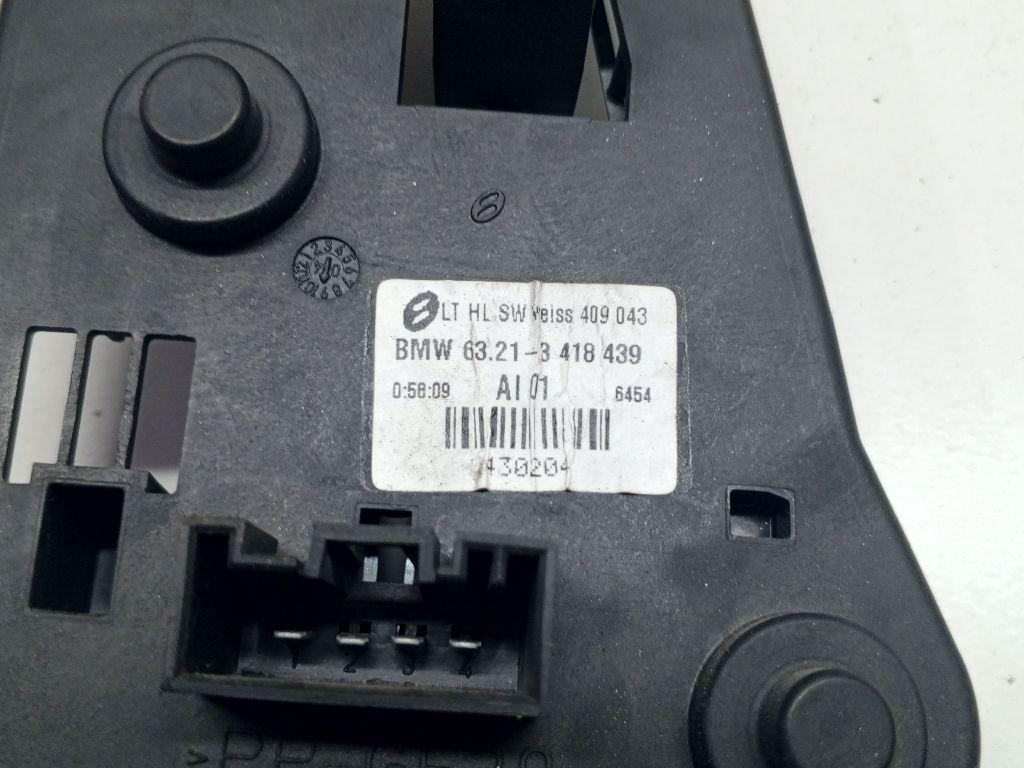 LT HL SW weiss 409 043
BMW 63.21-3 418 439
0:56:09 AI 01 6454
430204
1 2 3 4